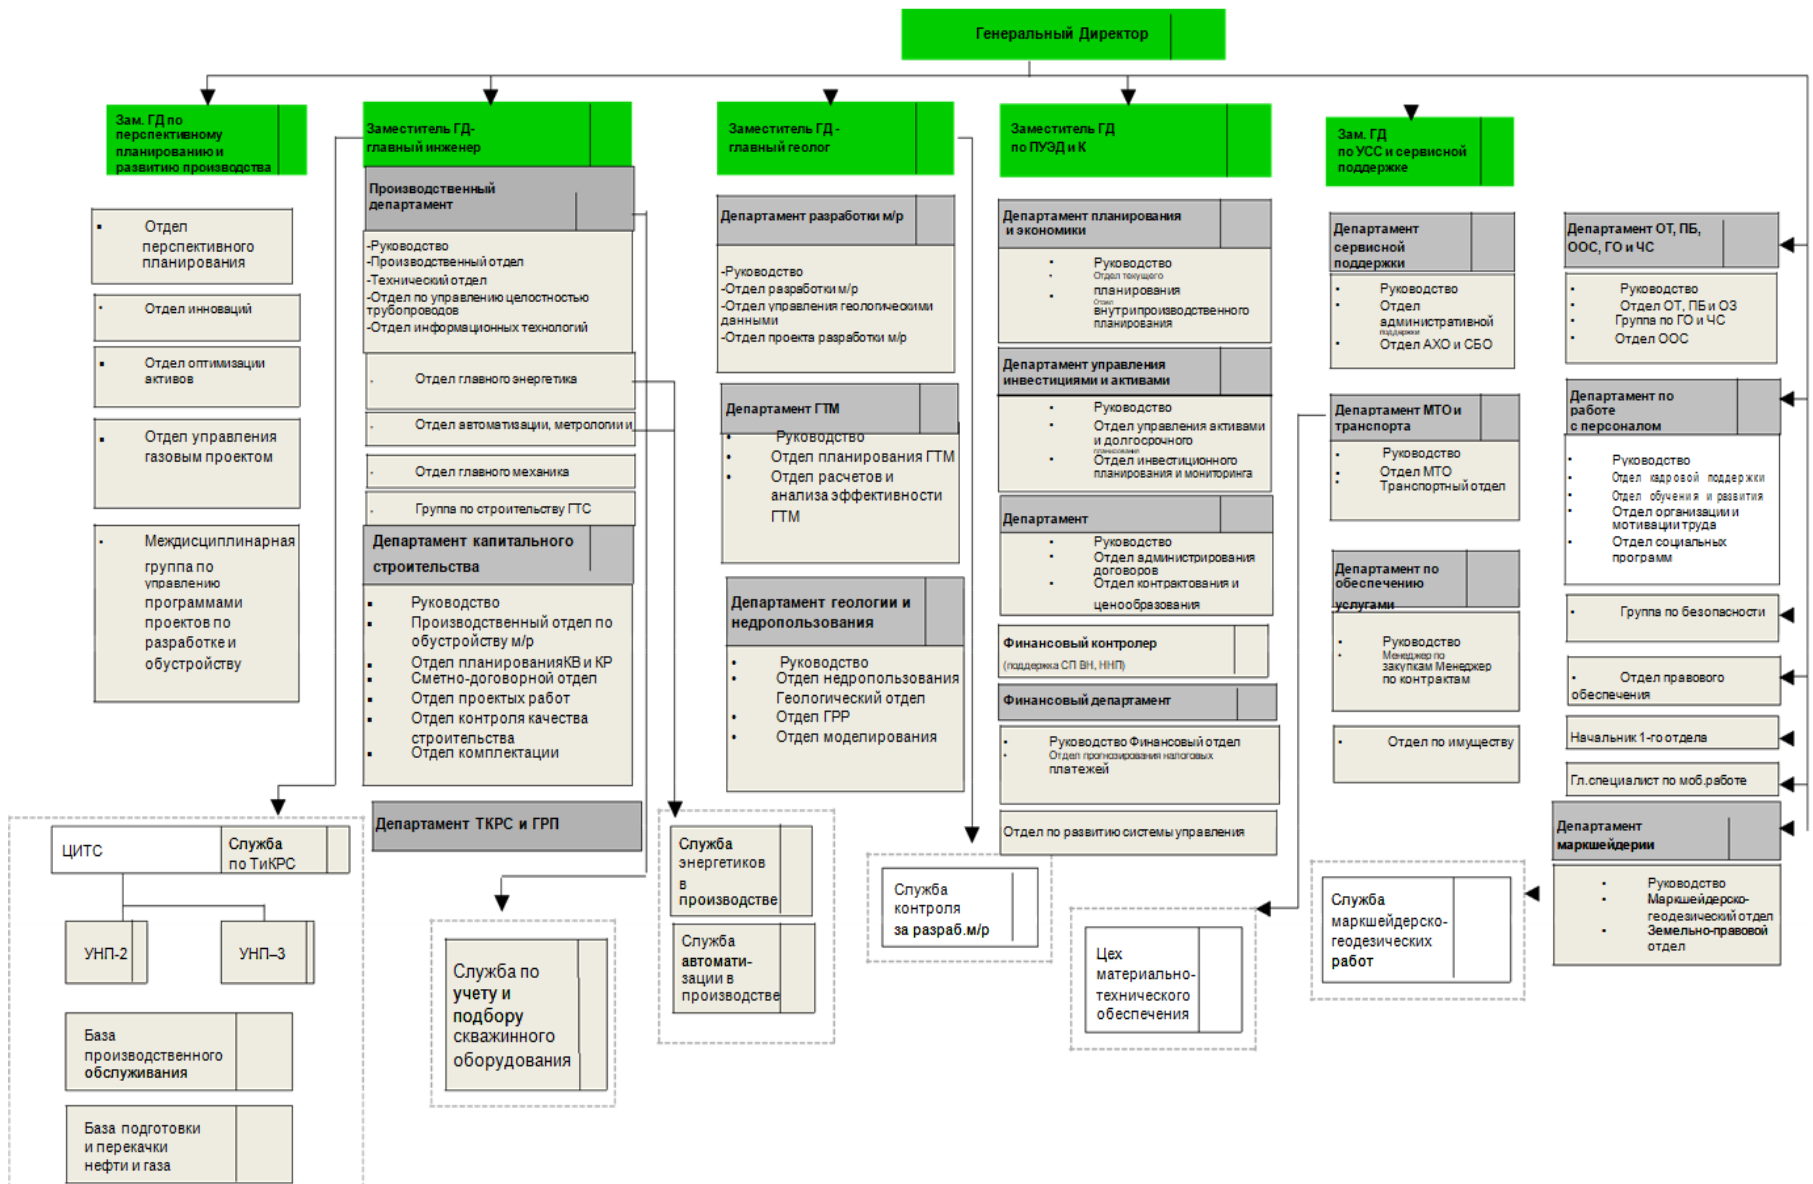 Генеральный Директор
Зам. ГД по
перспективному
планированию и
развитию производства
Отдел
перспективного
планирования
Отдел инноваций
Отдел оптимизации
активов
Отдел управления
газовым проектом
Междисциплинарная
группа по
управлению
программами
проектов по
разработке и
обустройству
Заместитель ГД-
главный инженер
Производственный
департамент
-Руководство
-Производственный отдел
-Технический отдел
-Отдел по управлению целостностью
трубопроводов
-Отдел информационных технологий
Отдел главного энергетика
Отдел автоматизации, метрологии и
Отдел главного механика
Группа по строительству ГТС
Департамент капитального
строительства
Руководство
Производственный отдел по
обустройству м/р
Отдел планированияКВ и КР
Сметно-договорной отдел
Отдел проектых работ
Отдел контроля качества
строительства
Отдел комплектации
Департамент ТКРС и ГРП
Заместитель ГД -
главный геолог
Департамент разработки м/р
-Руководство
-Отдел разработки м/р
-Отдел управления геологическими
данными
-Отдел проекта разработки м/р
Департамент ГТМ
Руководство
Отдел планирования ГТМ
Отдел расчетов и
анализа эффективности
ГТМ
Департамент геологии и
недропользования
Руководство
Отдел недропользования
Геологический отдел
Отдел ГРР
Отдел моделирования
Заместитель ГД
по ПУЭД и К
Департамент планирования
и экономики
Руководство
Отдел текущего
планирования
Отдел
внутрипроизводственного
планирования
Департамент управления
инвестициями и активами
Руководство
Отдел управления активами
и долгосрочного
планирования
Отдел инвестиционного
планирования и мониторинга
Департамент
Руководство
Отдел администрирования
договоров
Отдел контрактования и
ценообразования
Финансовый контролер
(поддержка СП ВН, ННП)
Финансовый департамент
Руководство Финансовый отдел
Отдел прогнозирования налоговых
платежей
Отдел по развитию системы управления
Зам. ГД
по УСС и сервисной
поддержке
Департамент
сервисной
поддержки
Руководство
Отдел
административной
поддержки
Отдел АХО и СБО
Департамент МТО и
транспорта
Руководство
Отдел МТО
Транспортный отдел
Департамент по
обеспечению
услугами
Руководство
Менеджер по
закупкам Менеджер
по контрактам
Отдел по имуществу
Департамент ОТ, ПБ,
ООС, ГО и ЧС
Руководство
Отдел ОТ, ПБ и ОЗ
Группа по ГО и ЧС
Отдел ООС
Департамент по
работе
с персоналом
Руководство
Отдел кадровой поддержки
Отдел обучения и развития
Отдел организации и
мотивации труда
Отдел социальных
программ
Группа по безопасности
Отдел правового
обеспечения
Начальник 1-го отдела
Гл.специалист по моб.работе
Департамент
маркшейдерии
Руководство
Маркшейдерско-
геодезический отдел
Земельно-правовой
отдел
ЦИТС
Служба
по ТиКРС
УНП-2
УНП–3
База
производственного
обслуживания
База подготовки
и перекачки
нефти и газа
Служба по
учету и
подбору
скважинного
оборудования
Служба
энергетиков
в
производстве
Служба
автомати-
зации в
производстве
Служба
контроля
за разраб.м/р
Цех
материально-
технического
обеспечения
Служба
маркшейдерско-
геодезических
работ